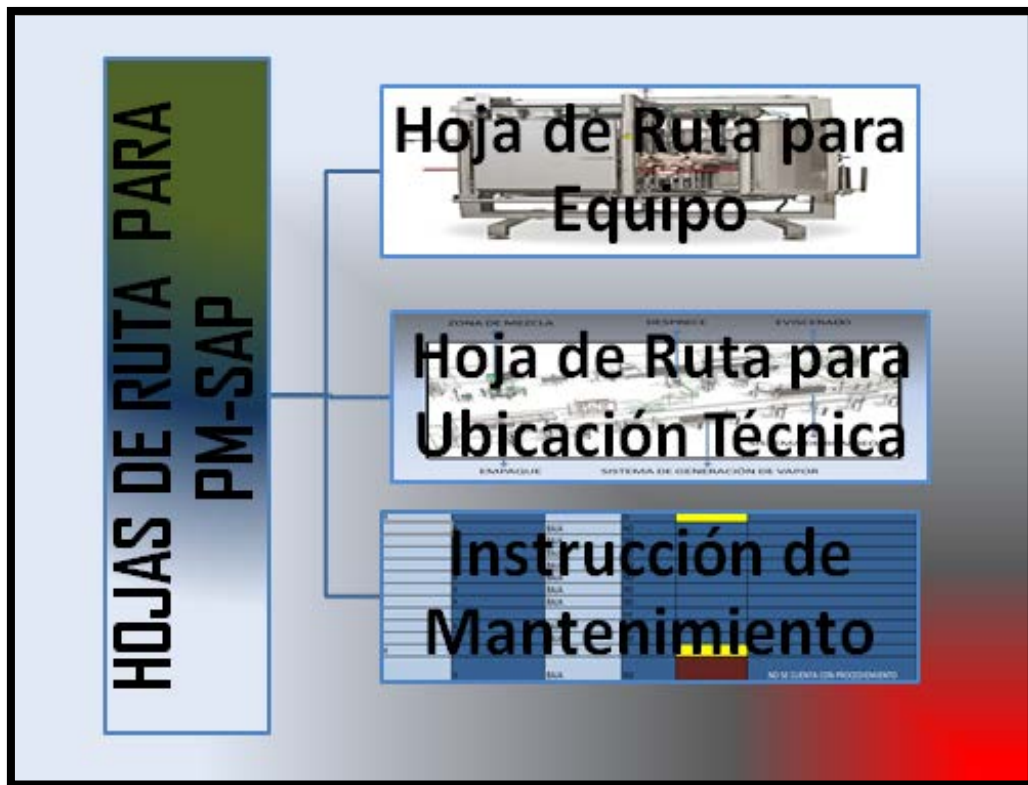 HOJAS DE RUTA PARA
PM-SAP
Hoja de Ruta para
Equipo
ZONA DE MEZCLA DESPRECE EVISCERADO
Hoja de Ruta para
Ubicación Técnica
EMPAQUE SISTEMA DE GENERACIÓN DE VAPOR
Instrucción de
Mantenimiento
NO SE CUENTA CON PROCEDIMIENTO